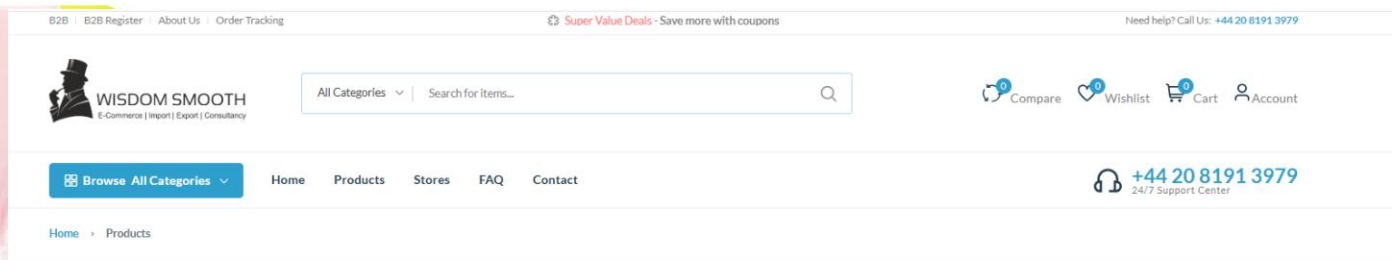 B2B B2B Register About Us Order Tracking
Super Value Deals - Save more with coupons
Need help? Call Us: +44 20 8191 3979
WISDOM SMOOTH
E-Commerce | Import | Export | Consultancy
All Categories
Search for items...
0 Compare
0 Wishlist
0 Cart
Account
Browse All Categories
Home Products Stores FAQ Contact
+44 20 8191 3979
24/7 Support Center
Home › Products